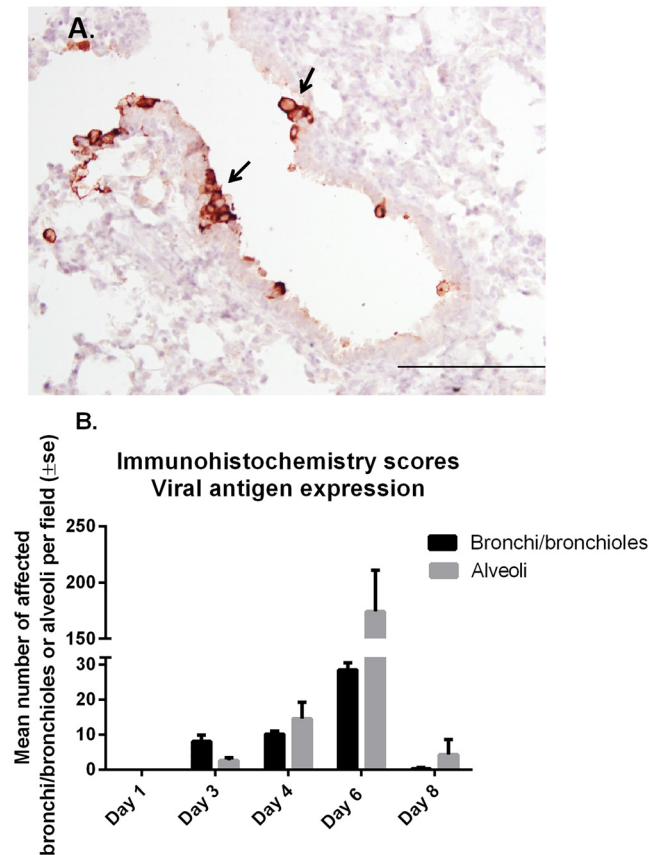 A.
B.
Immunohistochemistry scores
Viral antigen expression
Mean number of affected
bronchi/bronchioles or alveoli per field (±se)
250
200
150
30
20
10
0
Bronchi/bronchioles
Alveoli
Day 1
Day 3
Day 4
Day 6
Day 8